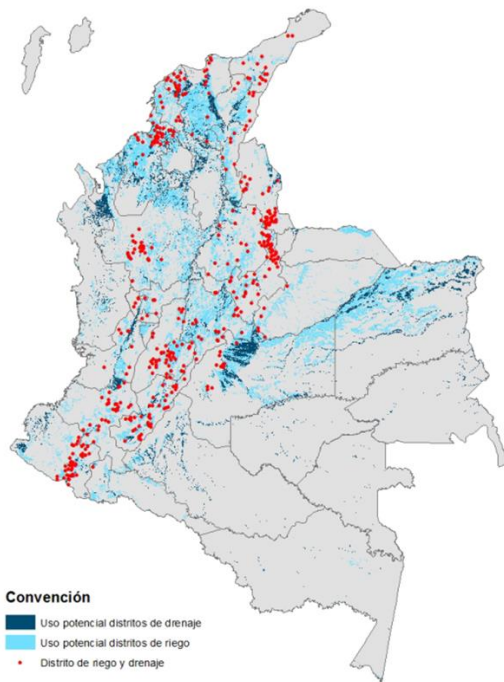 Convención
Uso potencial distritos de drenaje
Uso potencial distritos de riego
Distrito de riego y drenaje